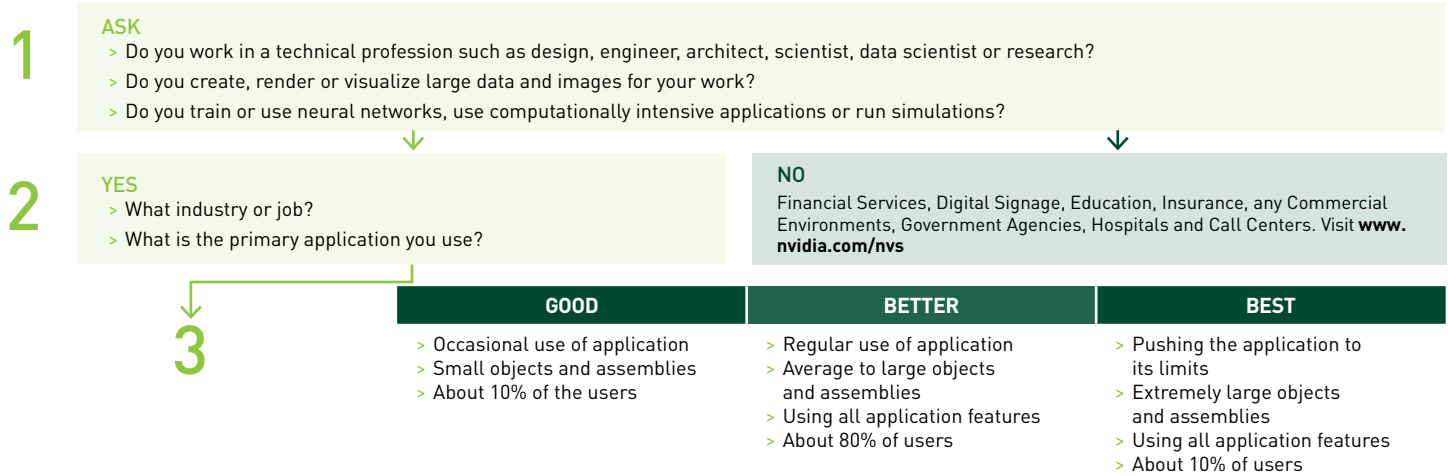 1
ASK
> Do you work in a technical profession such as design, engineer, architect, scientist, data scientist or research?
> Do you create, render or visualize large data and images for your work?
> Do you train or use neural networks, use computationally intensive applications or run simulations?
2
YES
> What industry or job?
> What is the primary application you use?
NO
Financial Services, Digital Signage, Education, Insurance, any Commercial
Environments, Government Agencies, Hospitals and Call Centers. Visit www.
nvidia.com/nvs
3
GOOD
> Occasional use of application
> Small objects and assemblies
> About 10% of the users
BETTER
> Regular use of application
> Average to large objects
and assemblies
> Using all application features
> About 80% of users
BEST
> Pushing the application to
its limits
> Extremely large objects
and assemblies
> Using all application features
> About 10% of users